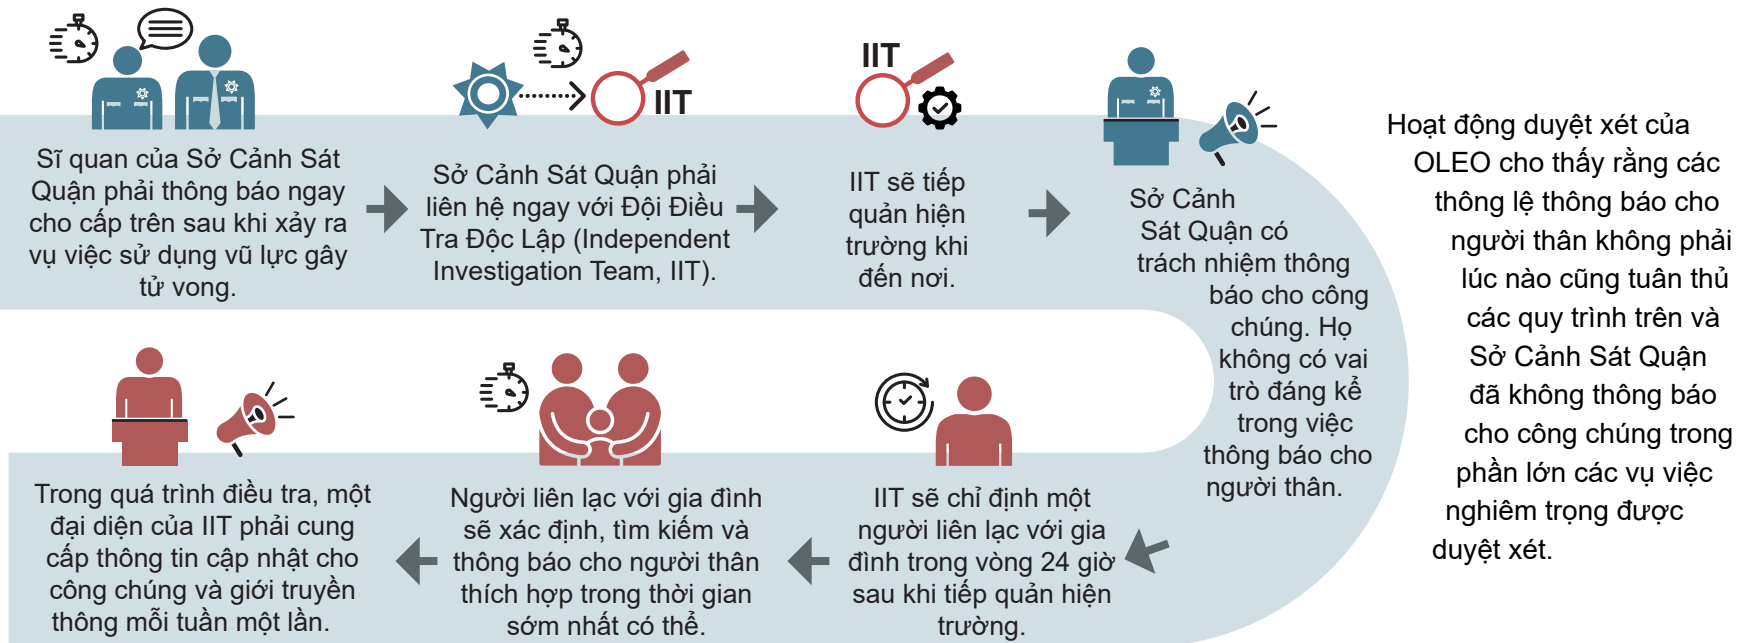 Sĩ quan của Sở Cảnh Sát
Quận phải thông báo ngay
cho cấp trên sau khi xảy ra
vụ việc sử dụng vũ lực gây
tử vong.
IIT
Sở Cảnh Sát Quận phải
liên hệ ngay với Đội Điều
Tra Độc Lập (Independent
Investigation Team, IIT).
IIT
IIT sẽ tiếp
quản hiện
trường khi
đến nơi.
Sở Cảnh
Sát Quận có
trách nhiệm thông
báo cho công
chúng. Họ
không có vai
trò đáng kể
trong việc
thông báo cho
người thân.
IIT sẽ chỉ định một
người liên lạc với gia
đình trong vòng 24 giờ
sau khi tiếp quản hiện
trường.
Người liên lạc với gia đình
sẽ xác định, tìm kiếm và
thông báo cho người thân
thích hợp trong thời gian
sớm nhất có thể.
Trong quá trình điều tra, một
đại diện của IIT phải cung
cấp thông tin cập nhật cho
công chúng và giới truyền
thông mỗi tuần một lần.
Hoạt động duyệt xét của
OLEO cho thấy rằng các
thông lệ thông báo cho
người thân không phải
lúc nào cũng tuân thủ
các quy trình trên và
Sở Cảnh Sát Quận
đã không thông báo
cho công chúng trong
phần lớn các vụ việc
nghiêm trọng được
duyệt xét.